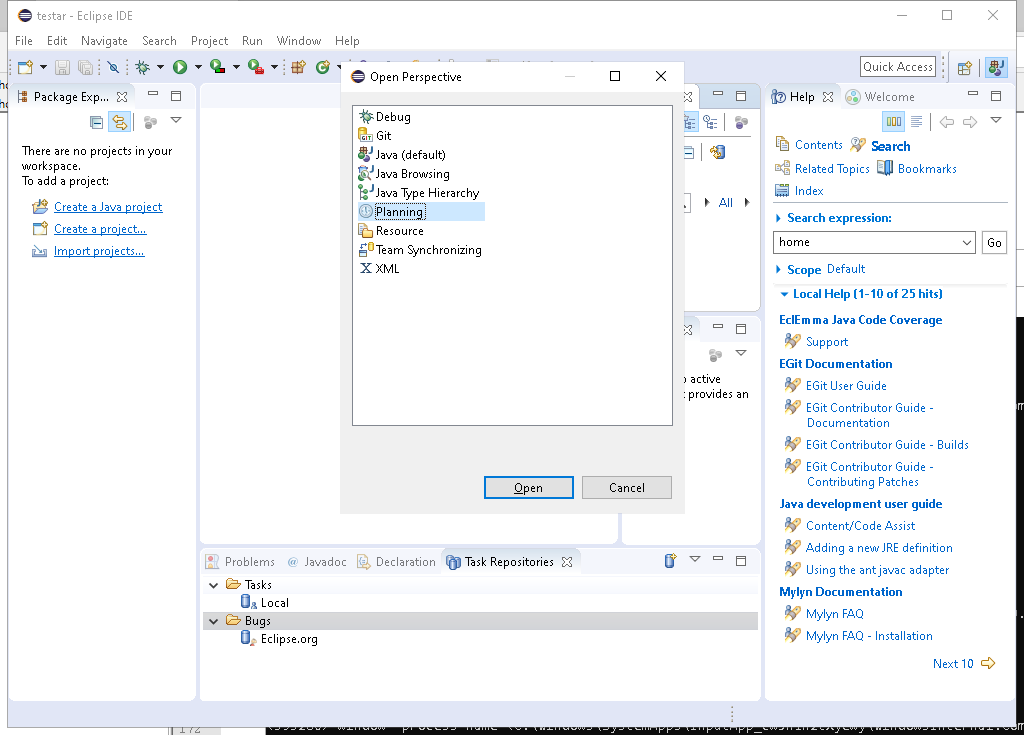 testar - Eclipse IDE
File Edit Navigate Search Project Run Window Help
Quick Access
Open Perspective
Debug
Git
Java (default)
Java Browsing
Java Type Hierarchy
Planning
Resource
Team Synchronizing
XML
Open Cancel
Package Exp...
There are no projects in your
workspace.
To add a project:
Create a Java project
Create a project...
Import projects...
All
active
provides an
Help Welcome
Contents Search
Related Topics Bookmarks
Index
Search expression:
home Go
Scope Default
Local Help (1-10 of 25 hits)
EclEmma Java Code Coverage
Support
EGit Documentation
EGit User Guide
EGit Contributor Guide -
Documentation
EGit Contributor Guide - Builds
EGit Contributor Guide -
Contributing Patches
Java development user guide
Content/Code Assist
Adding a new JRE definition
Using the ant javac adapter
Mylyn Documentation
Mylyn FAQ
Mylyn FAQ - Installation
Next 10
Problems @ Javadoc Declaration Task Repositories
Tasks
Local
Bugs
Eclipse.org
172